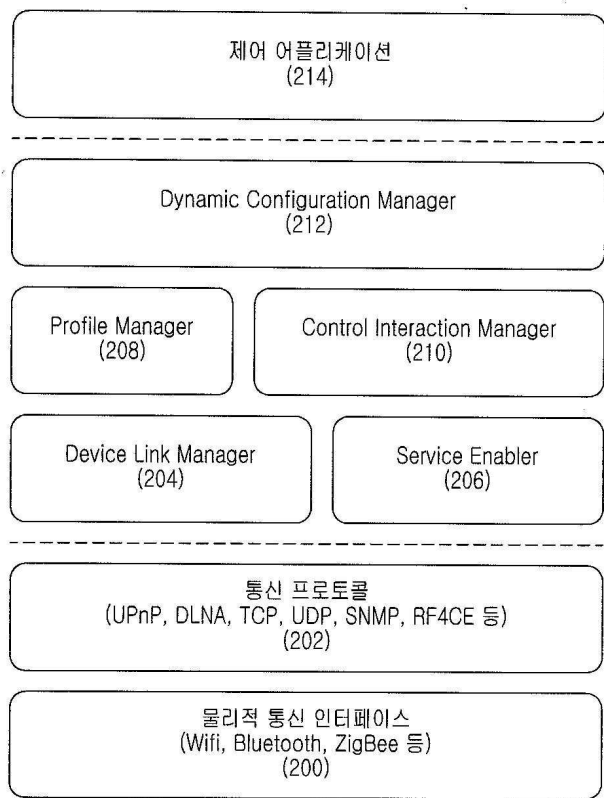 제어 어플리케이션
(214)
Dynamic Configuration Manager
(212)
Profile Manager
(208)
Control Interaction Manager
(210)
Device Link Manager
(204)
Service Enabler
(206)
통신 프로토콜
(UPnP, DLNA, TCP, UDP, SNMP, RF4CE 등)
(202)
물리적 통신 인터페이스
(Wifi, Bluetooth, ZigBee 등)
(200)